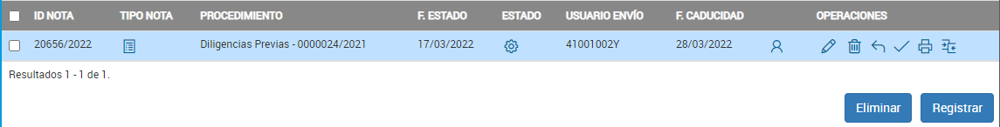 ID NOTA TIPO NOTA PROCEDIMIENTO F. ESTADO ESTADO USUARIO ENVÍO F. CADUCIDAD OPERACIONES
20656/2022 Diligencias Previas - 0000024/2021 17/03/2022 41001002Y 28/03/2022
Resultados 1 - 1 de 1.
Eliminar Registrar